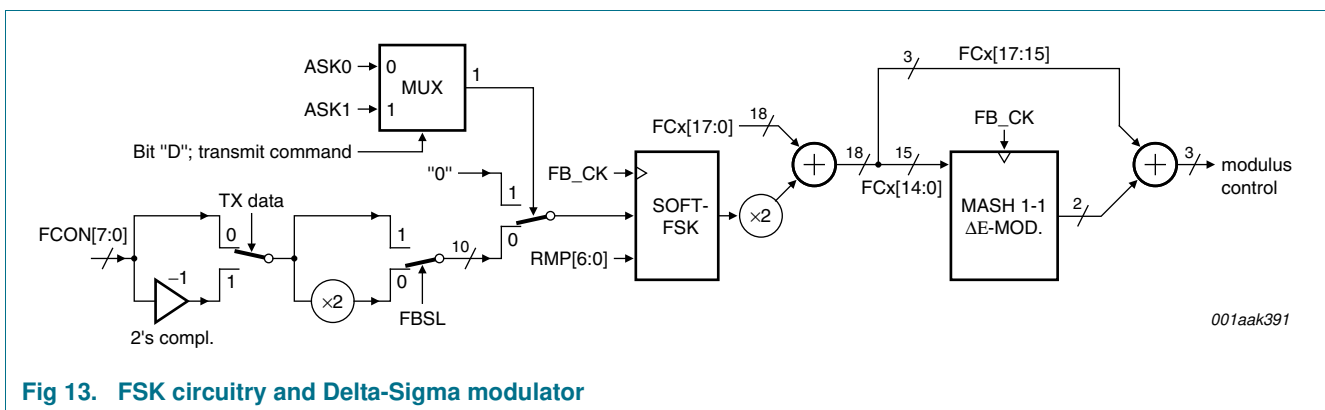 ASK0
0
MUX
1
ASK1
1
Bit "D"; transmit command
"0"
1
0
TX data
FCON[7:0]
0
1
−1
2's compl.
1
0
×2
FBSL
10
FB_CK
SOFT-
FSK
RMP[6:0]
×2
FCx[17:0]
18
18
15
FCx[14:0]
3
FCx[17:15]
FB_CK
MASH 1-1
ΔE-MOD.
2
3
modulus
control
001aak391
Fig 13. FSK circuitry and Delta-Sigma modulator